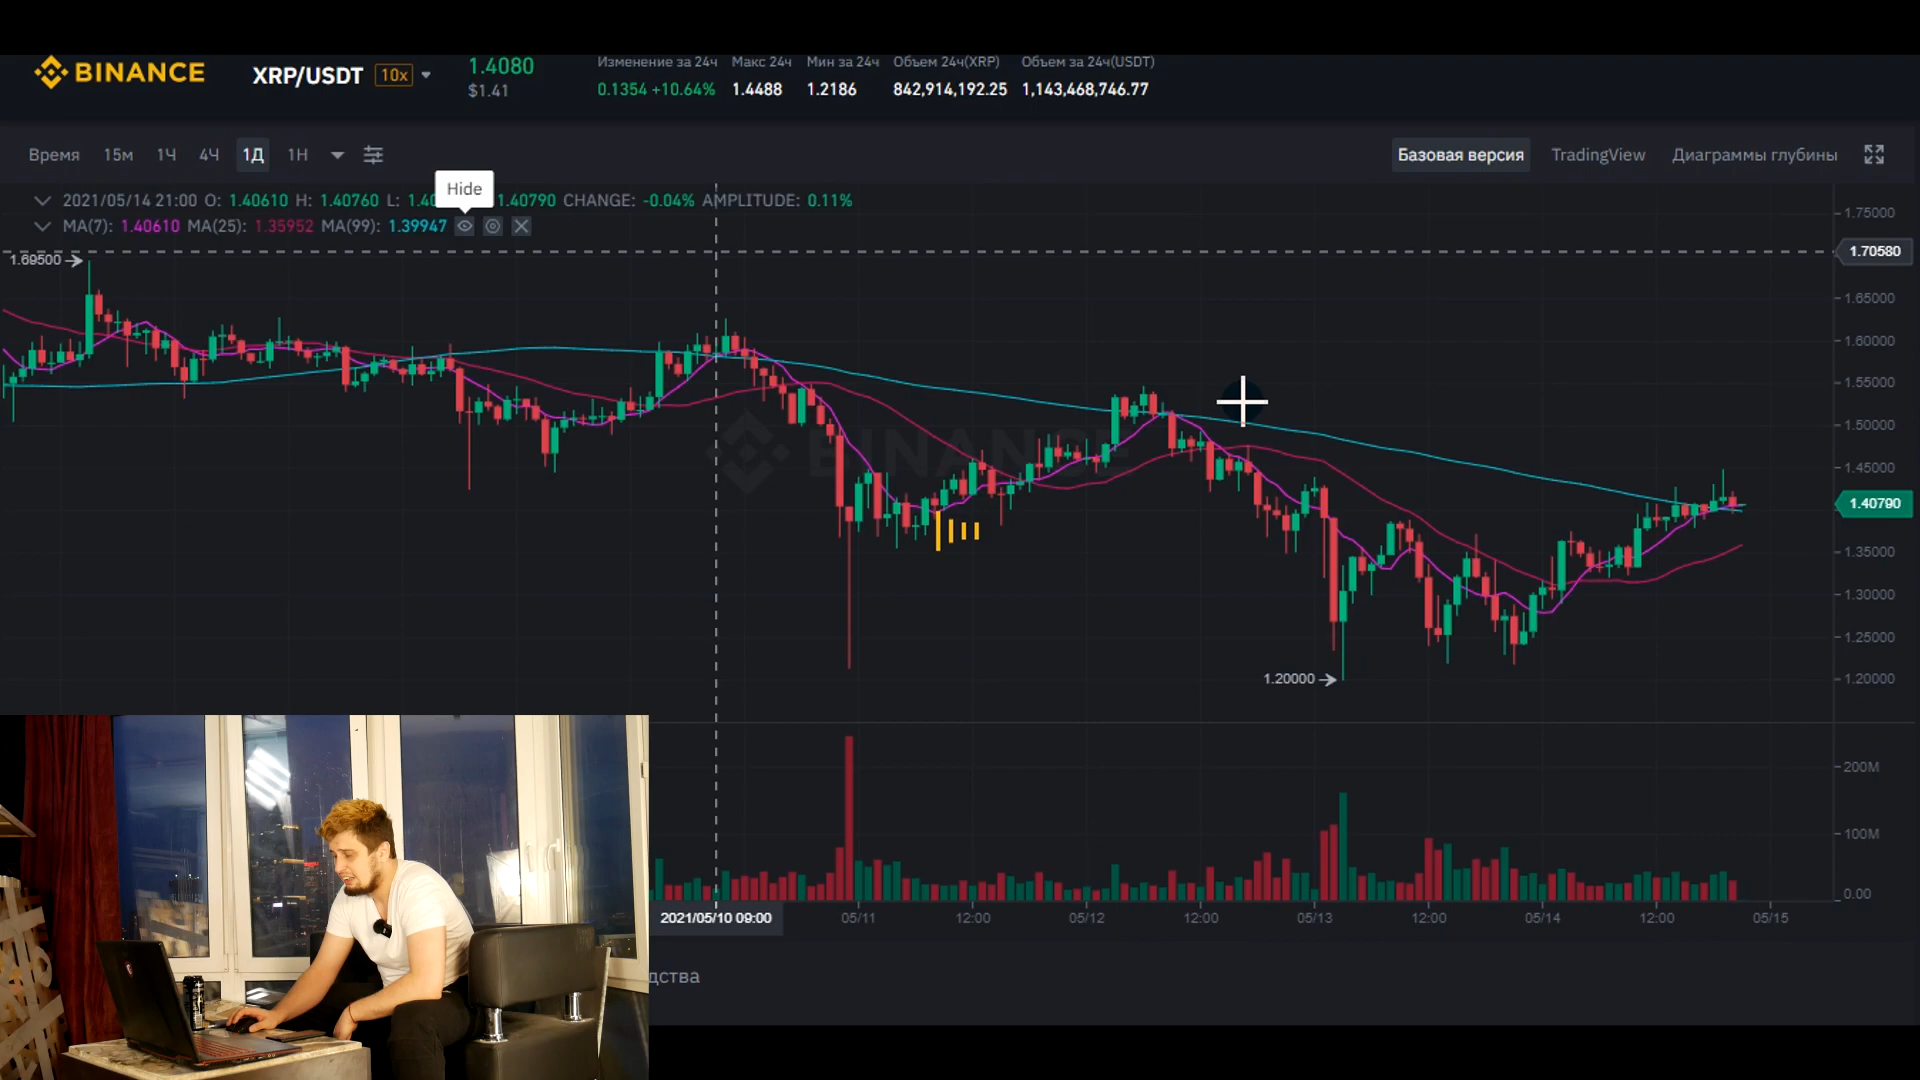 BINANCE
XRP/USDT 10x
1.4080
$1.41
Изменение за 24ч Макс 24ч Мин за 24ч Объем 24ч(XRP) Объем за 24ч(USDT)
0.1354 +10.64% 1.4488 1.2186 842,914,192.25 1,143,468,746.77
Время 15м 1Ч 4Ч 1Д 1Н
Базовая версия TradingView Диаграммы глубины
Hide
2021/05/14 21:00 O: 1.40610 H: 1.40760 L: 1.40 1.40790 CHANGE: -0.04% AMPLITUDE: 0.11%
MA(7): 1.40610 MA(25): 1.35952 MA(99): 1.39947
1.75000
1.70580
1.69500
1.65000
1.60000
1.55000
1.50000
BINANCE
1.45000
1.40790
1.35000
1.30000
1.25000
1.20000
1.20000
200M
100M
0.00
2021/05/10 09:00 05/11 12:00 05/12 12:00 05/13 12:00 05/14 12:00 05/15
дства